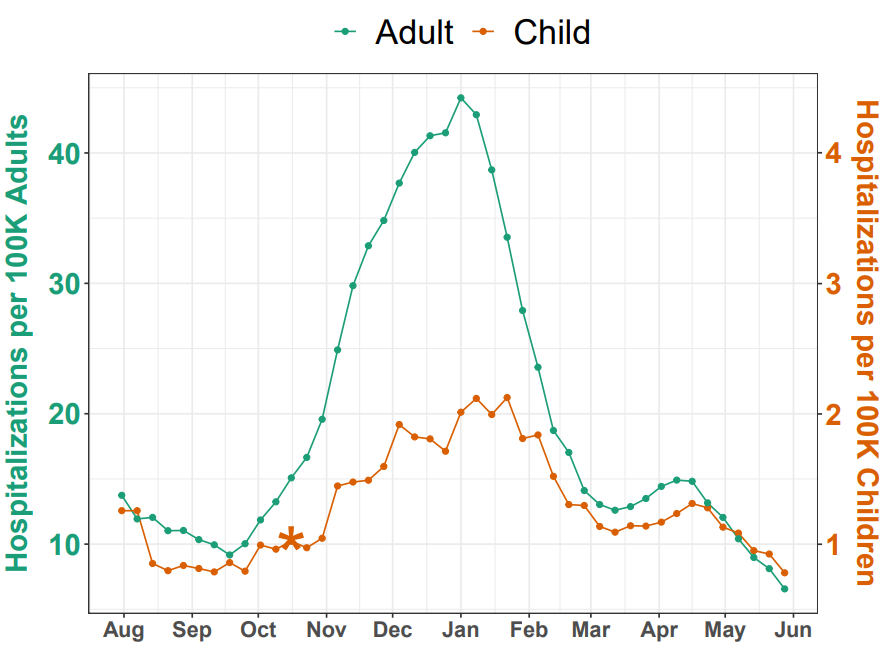 Adult Child
Hospitalizations per 100K Adults
40
30
20
10
4
3
2
1
Hospitalizations per 100K Children
Aug Sep Oct Nov Dec Jan Feb Mar Apr May Jun